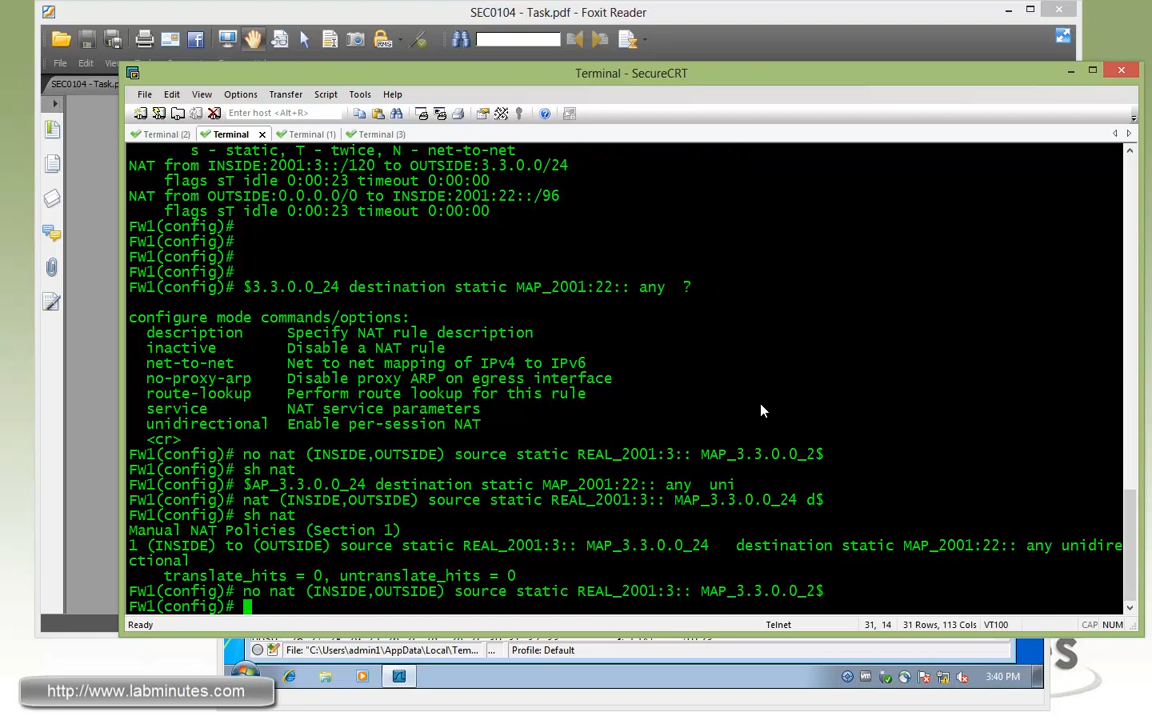 SEC0104 - Task.pdf - Foxit Reader
File Edit
SEC0104 - Task.p
Terminal - SecureCRT
File Edit View Options Transfer Script Tools Help
Enter host <Alt+R>
Terminal (2) Terminal Terminal (1) Terminal (3)
s - static, T - twice, N - net-to-net
NAT from INSIDE:2001:3::/120 to OUTSIDE:3.3.0.0/24
flags sT idle 0:00:23 timeout 0:00:00
NAT from OUTSIDE:0.0.0.0/0 to INSIDE:2001:22::/96
flags sT idle 0:00:23 timeout 0:00:00
FW1(config)#
FW1(config)#
FW1(config)#
FW1(config)#
FW1(config)# $3.3.0.0_24 destination static MAP_2001:22:: any ?
configure mode commands/options:
description Specify NAT rule description
inactive Disable a NAT rule
net-to-net Net to net mapping of IPv4 to IPv6
no-proxy-arp Disable proxy ARP on egress interface
route-lookup Perform route lookup for this rule
service NAT service parameters
unidirectional Enable per-session NAT
<cr>
FW1(config)# no nat (INSIDE,OUTSIDE) source static REAL_2001:3:: MAP_3.3.0.0_2$
FW1(config)# sh nat
FW1(config)# $AP_3.3.0.0_24 destination static MAP_2001:22:: any uni
FW1(config)# nat (INSIDE,OUTSIDE) source static REAL_2001:3:: MAP_3.3.0.0_24 d$
FW1(config)# sh nat
Manual NAT Policies (Section 1)
1 (INSIDE) to (OUTSIDE) source static REAL_2001:3:: MAP_3.3.0.0_24 destination static MAP_2001:22:: any unidire
ctional
translate_hits = 0, untranslate_hits = 0
FW1(config)# no nat (INSIDE,OUTSIDE) source static REAL_2001:3:: MAP_3.3.0.0_2$
FW1(config)#
Ready Telnet 31, 14 31 Rows, 113 Cols VT100 CAP NUM
File: "C:\Users\admin1\AppData\Local\Tem... ... Profile: Default
3:40 PM
http://www.labminutes.com